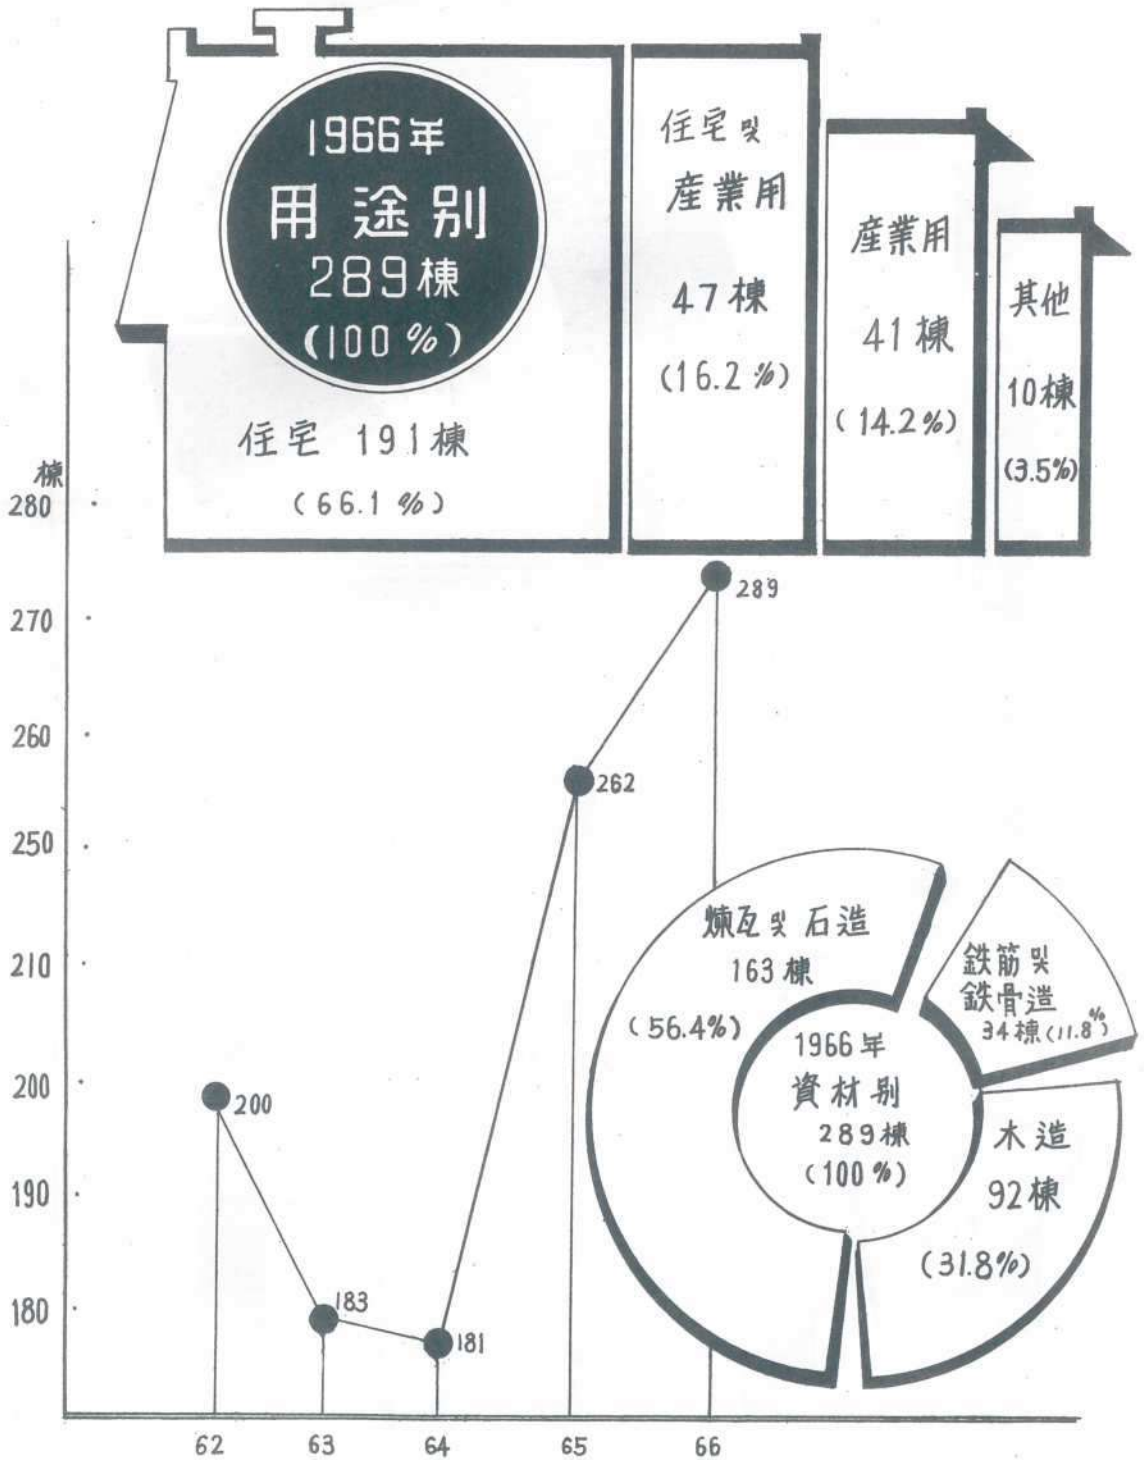 1966年
用途別
289棟
(100%)
住宅 191棟
(66.1%)
住宅 및
産業用
47棟
(16.2%)
産業用
41棟
(14.2%)
其他
10棟
(3.5%)
棟
280
270
260
250
210
200
190
180
200
183
181
262
289
62
63
64
65
66
煉瓦 및 石造
163棟
(56.4%)
鉄筋 및
鉄骨造
34棟(11.8%)
木造
92棟
(31.8%)
1966年
資材別
289棟
(100%)